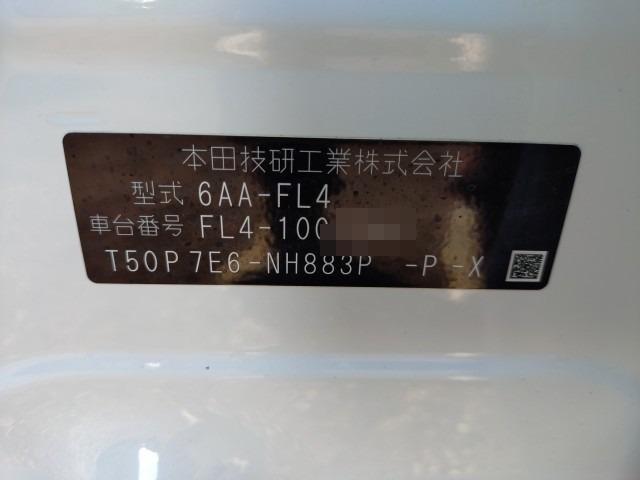 本田技研工業株式会社
型式 6AA-FL4
車台番号 FL4-100
T50P 7E6-NH883P -P -X